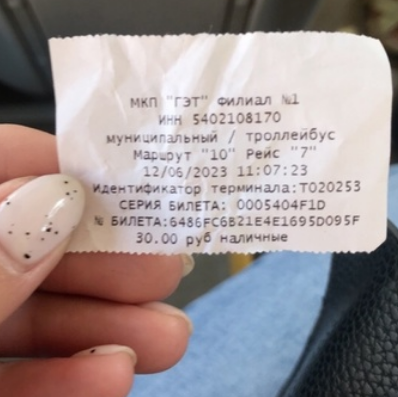 МКП "ГЭТ" Филиал №1
ИНН 5402108170
муниципальный / троллейбус
Маршрут "10" Рейс "7"
12/06/2023 11:07:23
Идентификатор терминала:T020253
СЕРИЯ БИЛЕТА: 0005404F1D
№ БИЛЕТА:6486FC6B21E4E1695D095F
30.00 руб наличные